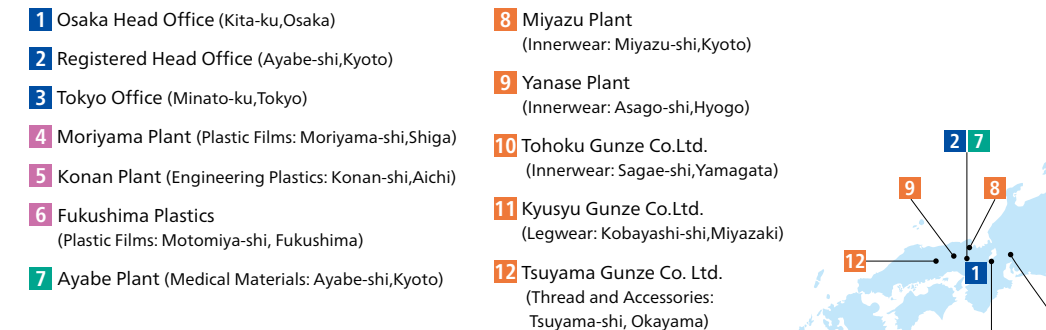 1 Osaka Head Office (Kita-ku,Osaka)
2 Registered Head Office (Ayabe-shi,Kyoto)
3 Tokyo Office (Minato-ku,Tokyo)
4 Moriyama Plant (Plastic Films: Moriyama-shi,Shiga)
5 Konan Plant (Engineering Plastics: Konan-shi,Aichi)
6 Fukushima Plastics
(Plastic Films: Motomiya-shi, Fukushima)
7 Ayabe Plant (Medical Materials: Ayabe-shi,Kyoto)
8 Miyazu Plant
(Innerwear: Miyazu-shi,Kyoto)
9 Yanase Plant
(Innerwear: Asago-shi,Hyogo)
10 Tohoku Gunze Co.Ltd.
(Innerwear: Sagae-shi,Yamagata)
11 Kyusyu Gunze Co.Ltd.
(Legwear: Kobayashi-shi,Miyazaki)
12 Tsuyama Gunze Co. Ltd.
(Thread and Accessories:
Tsuyama-shi, Okayama)
2 7
9
8
12
1